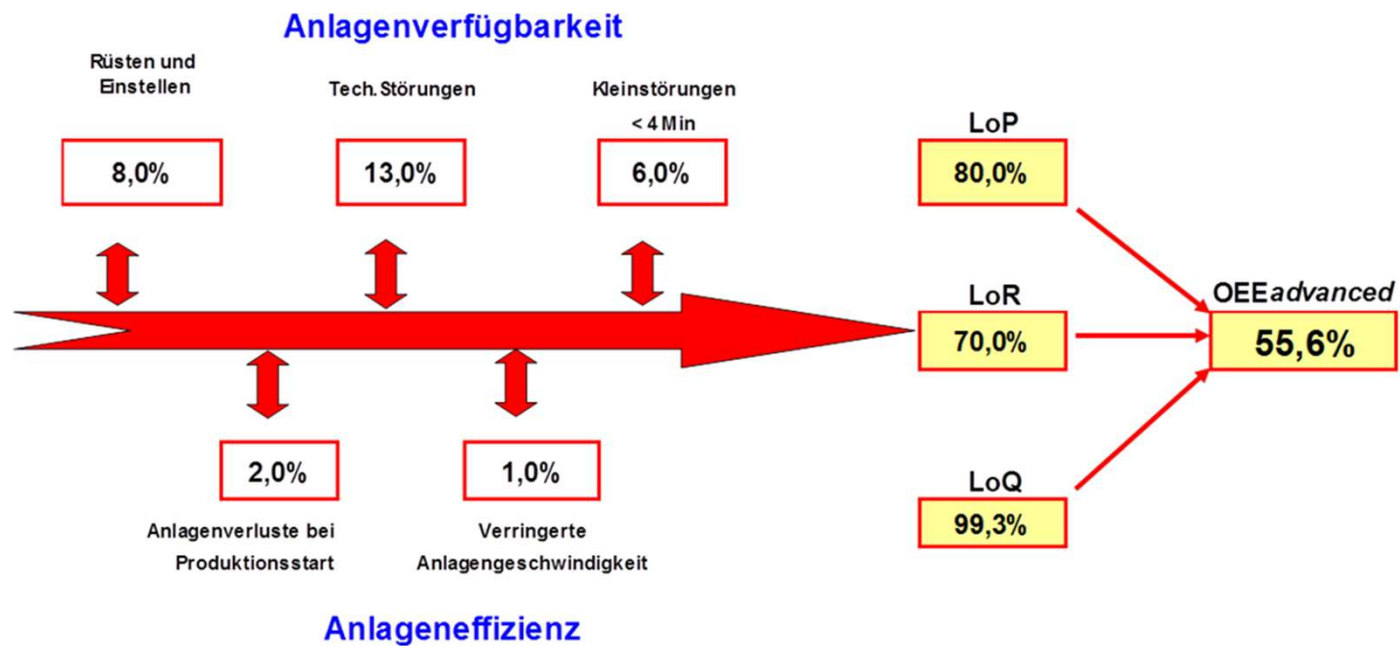 Anlagenverfügbarkeit
Rüsten und
Einstellen
8,0%
Tech.Störungen
13,0%
Kleinstörungen
< 4 Min
6,0%
LoP
80,0%
LoR
70,0%
OEEadvanced
55,6%
LoQ
99,3%
2,0%
Anlagenverluste bei
Produktionsstart
1,0%
Verringerte
Anlagengeschwindigkeit
Anlageneffizienz